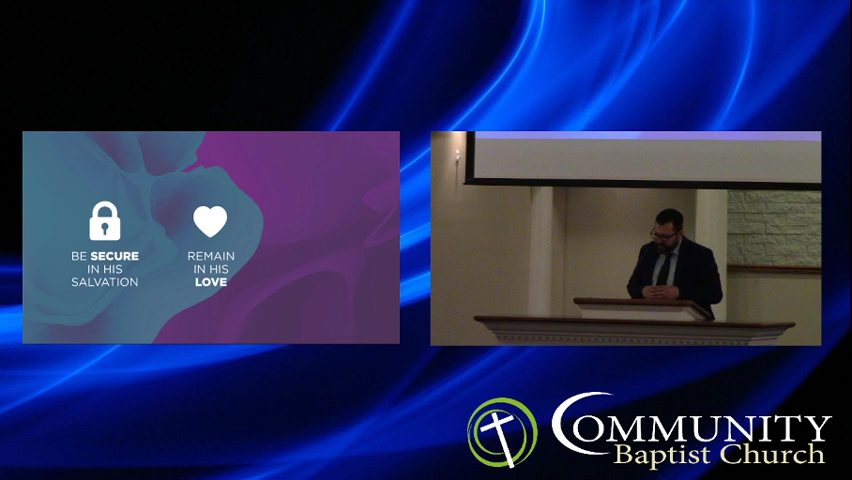 BE SECURE
IN HIS
SALVATION
REMAIN
IN HIS
LOVE
COMMUNITY
Baptist Church